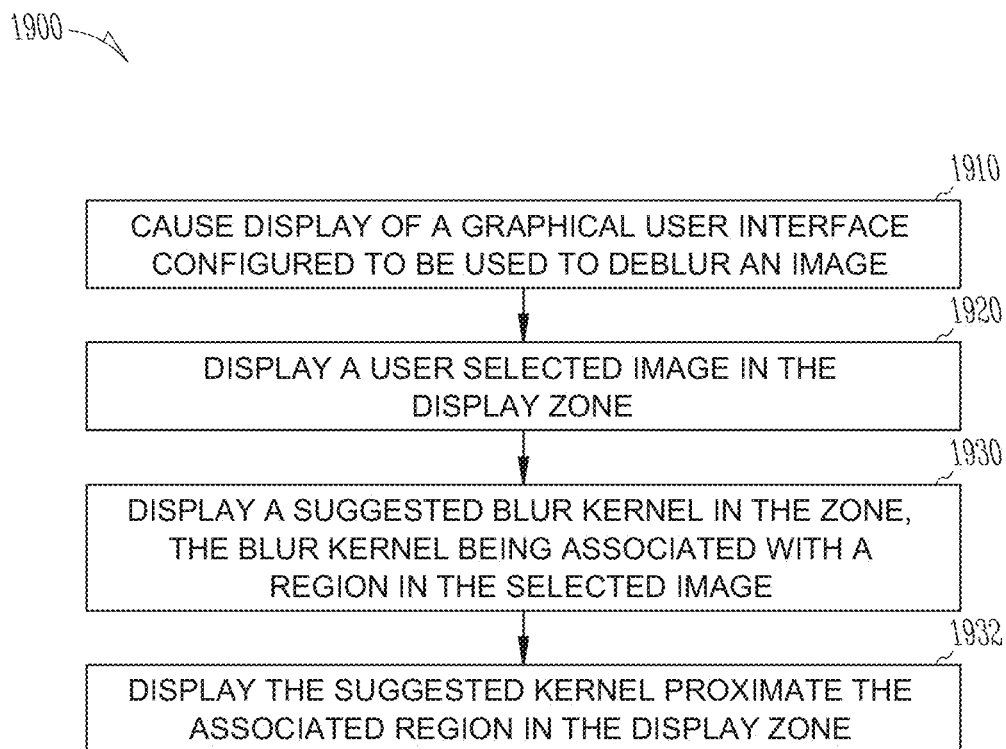 1900
1910
CAUSE DISPLAY OF A GRAPHICAL USER INTERFACE
CONFIGURED TO BE USED TO DEBLUR AN IMAGE
1920
DISPLAY A USER SELECTED IMAGE IN THE
DISPLAY ZONE
1930
DISPLAY A SUGGESTED BLUR KERNEL IN THE ZONE,
THE BLUR KERNEL BEING ASSOCIATED WITH A
REGION IN THE SELECTED IMAGE
1932
DISPLAY THE SUGGESTED KERNEL PROXIMATE THE
ASSOCIATED REGION IN THE DISPLAY ZONE